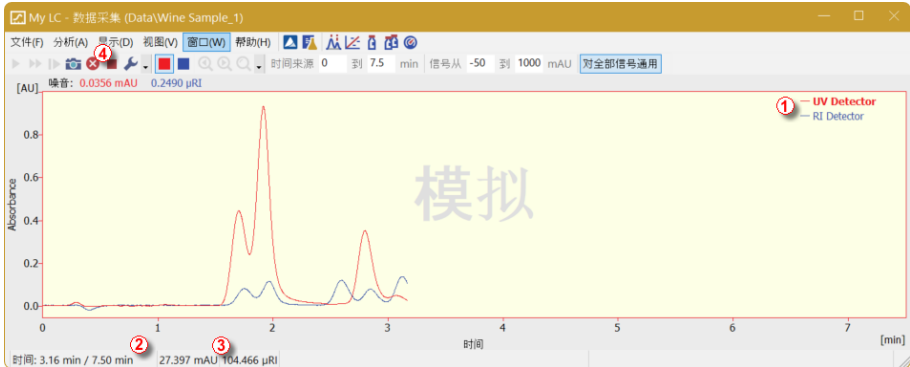 My LC - 数据采集 (Data\Wine Sample_1)
文件(F) 分析(A) 显示(D) 视图(V) 窗口(W) 帮助(H)
④
时间来源 0 到 7.5 min 信号从 -50 到 1000 mAU 对全部信号通用
[AU] 噪音: 0.0356 mAU 0.2490 µRI
① UV Detector
RI Detector
0.8
0.6
0.4
0.2
0.0
Absorbance
模拟
0 1 2 3 4 5 6 7
时间 [min]
② ③
时间: 3.16 min / 7.50 min 27.397 mAU 104.466 µRI